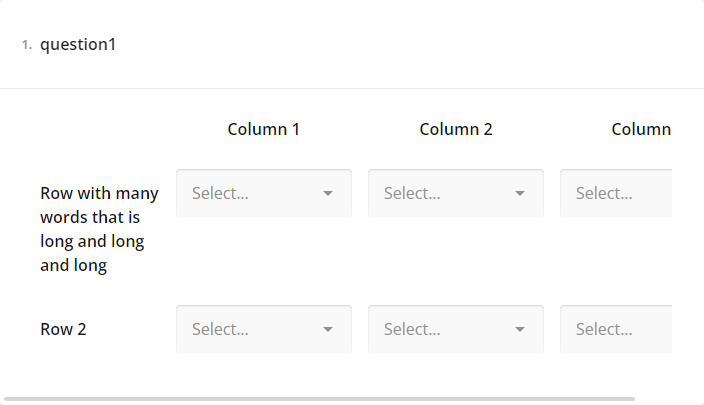 1. question1
Column 1 Column 2 Column
Row with many Select... Select... Select...
words that is
long and long
and long
Row 2 Select... Select... Select...